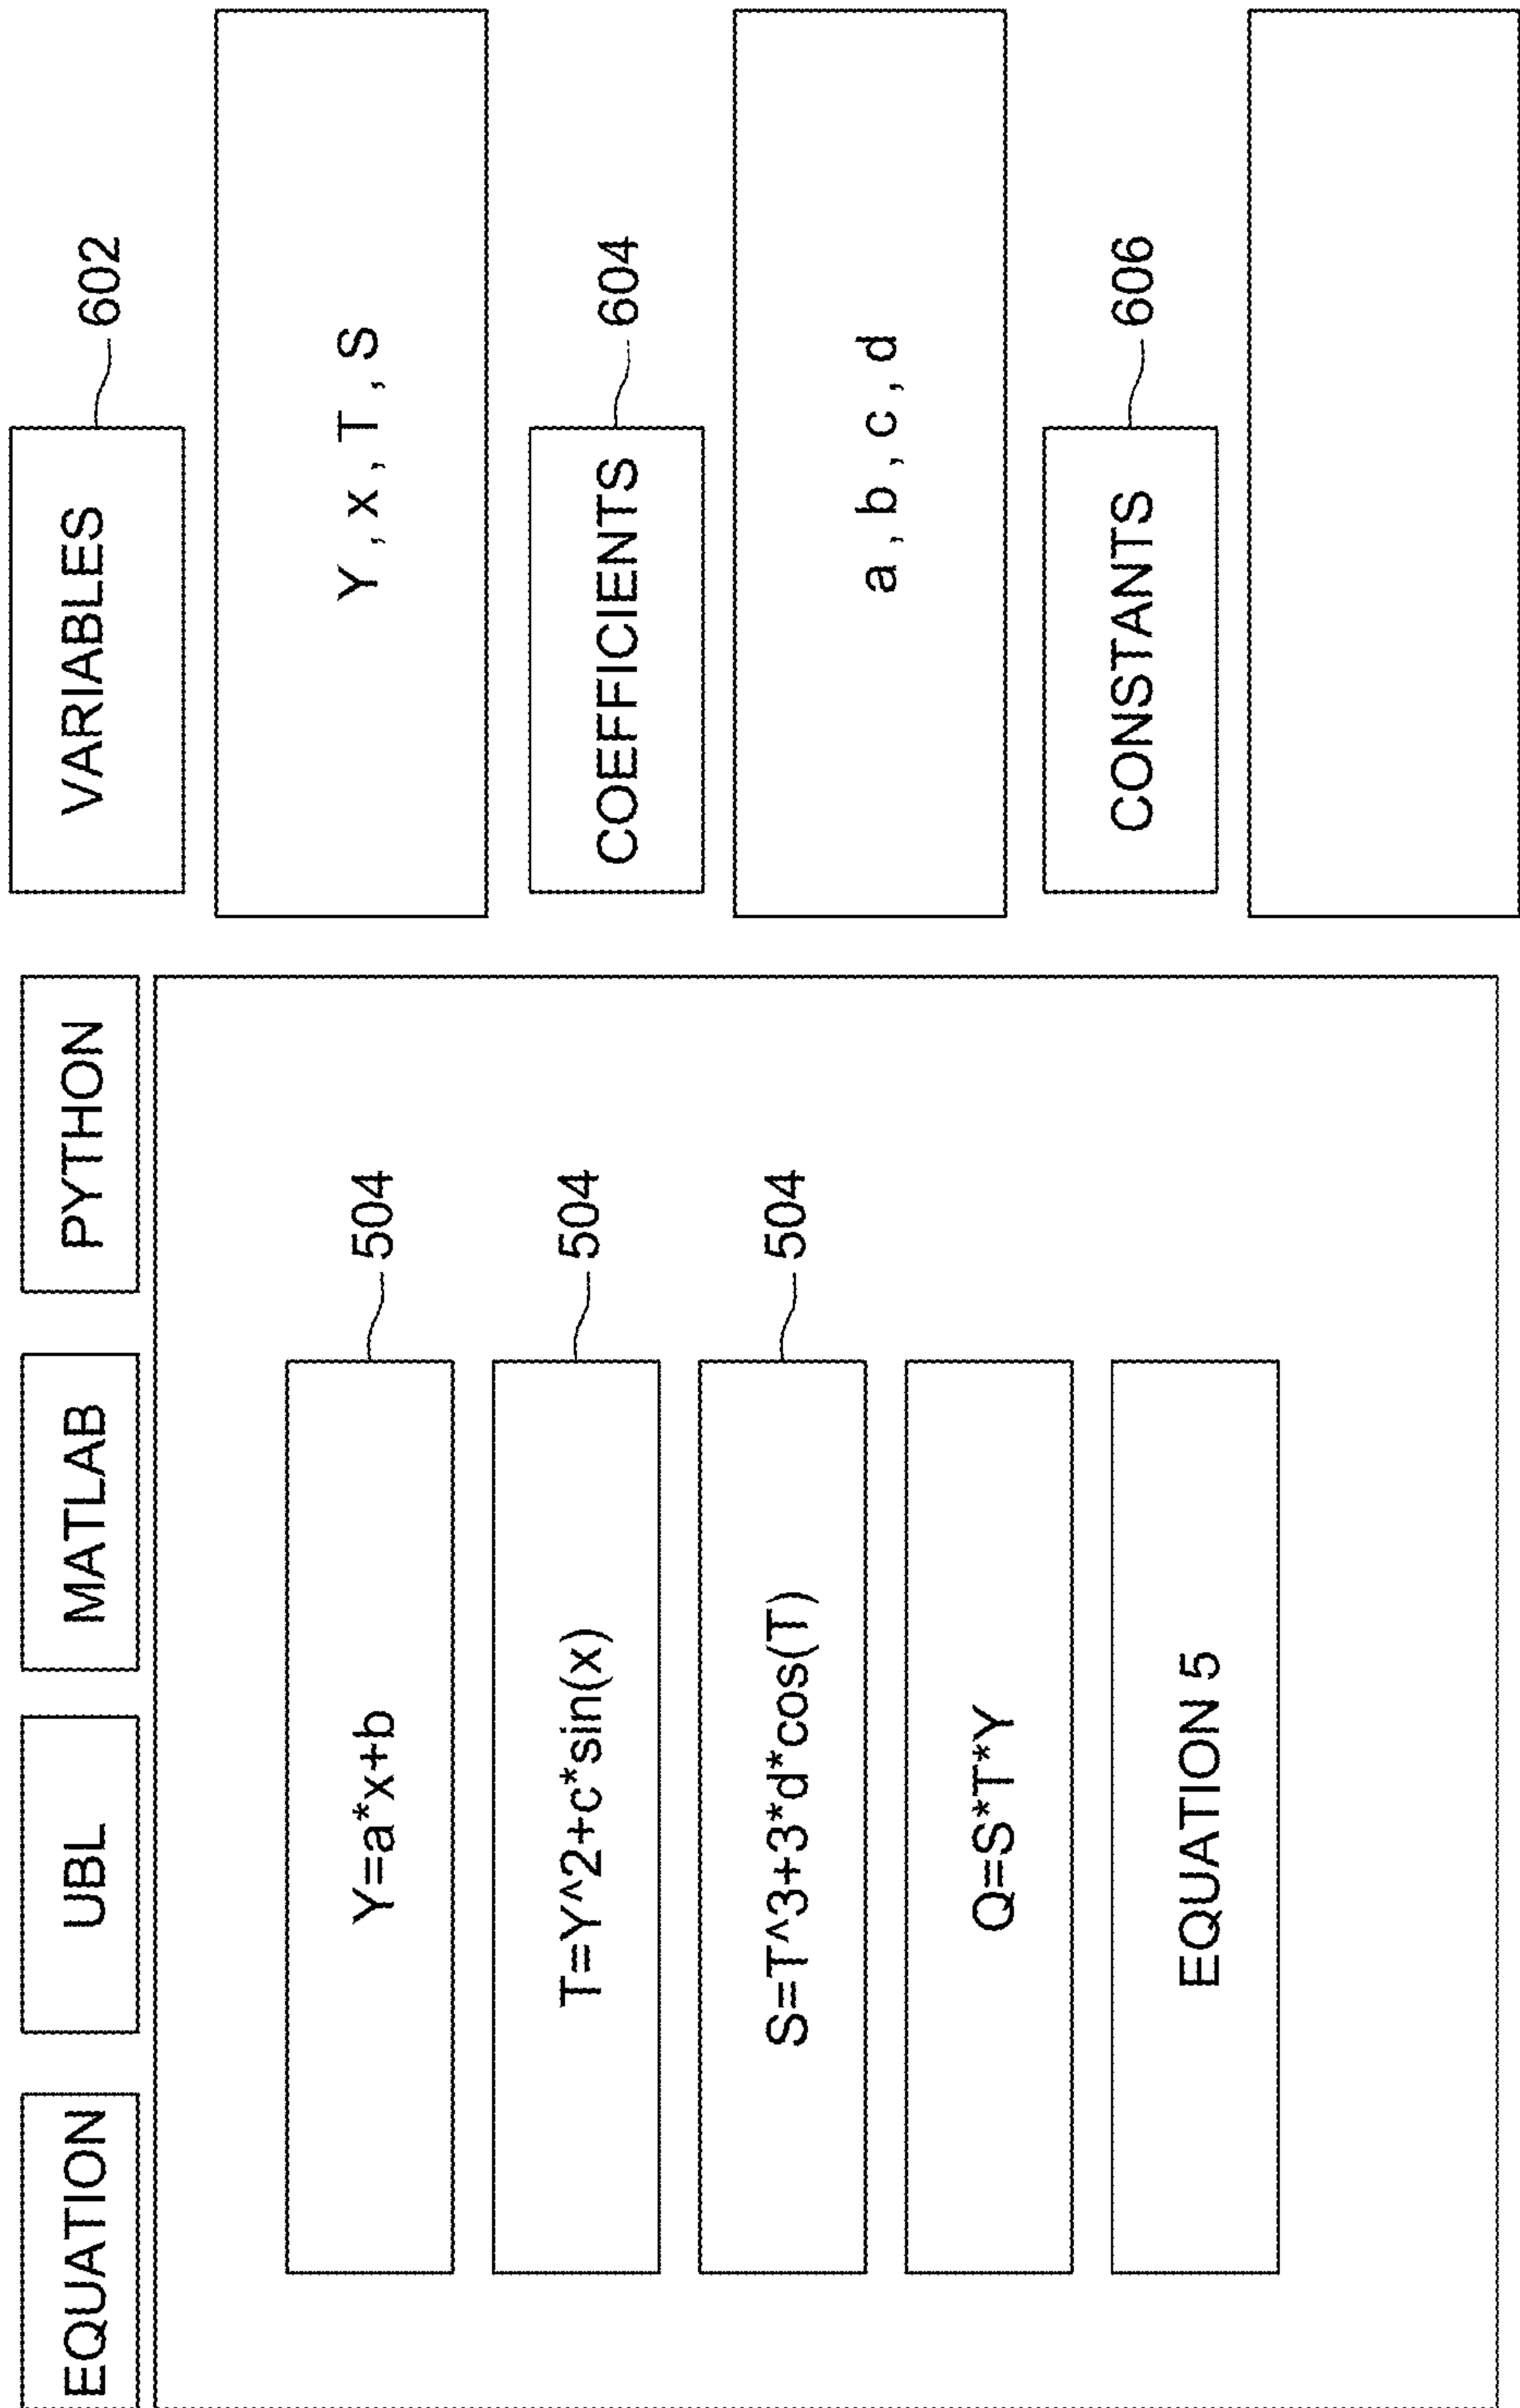 EQUATION
UBL
MATLAB
PYTHON
Y=a*x+b
504
T=Y^2+c*sin(x)
504
S=T^3+3*d*cos(T)
504
Q=S*T*Y
EQUATION 5
VARIABLES
602
Y , x , T , S
COEFFICIENTS
604
a , b , c , d
CONSTANTS
606